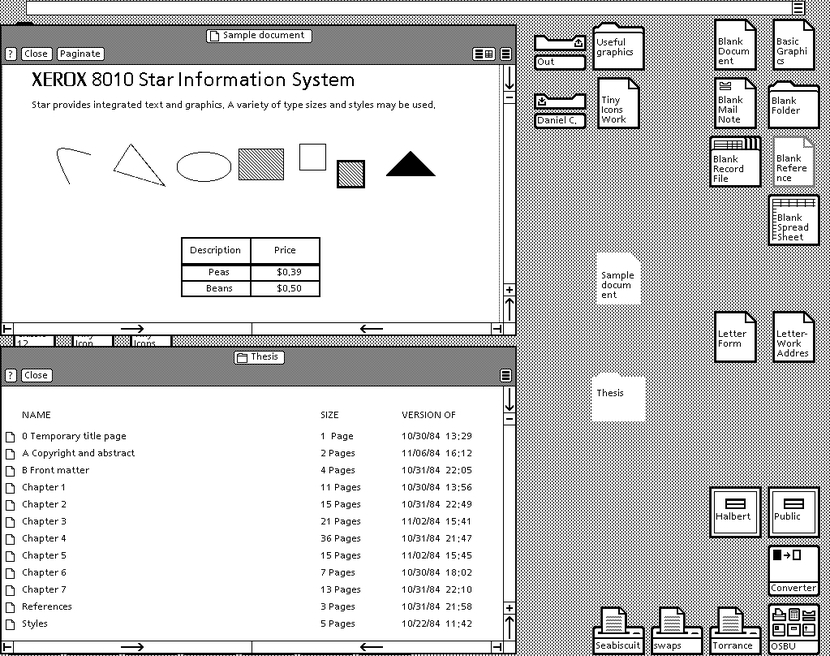 Sample document
? Close Paginate
XEROX 8010 Star Information System
Star provides integrated text and graphics. A variety of type sizes and styles may be used.
Description Price
Peas $0.39
Beans $0.50
12
Icon
Icons
Thesis
? Close
NAME SIZE VERSION OF
0 Temporary title page 1 Page 10/30/84 13:29
A Copyright and abstract 2 Pages 11/06/84 16:12
B Front matter 4 Pages 10/31/84 22:05
Chapter 1 11 Pages 10/30/84 13:56
Chapter 2 15 Pages 10/31/84 22:49
Chapter 3 21 Pages 11/02/84 15:41
Chapter 4 36 Pages 10/31/84 21:47
Chapter 5 15 Pages 11/02/84 15:45
Chapter 6 7 Pages 10/30/84 18:02
Chapter 7 13 Pages 10/31/84 22:10
References 3 Pages 10/31/84 21:58
Styles 5 Pages 10/22/84 11:42
Out
Useful
graphics
Blank
Docum
ent
Basic
Graphi
cs
Daniel C.
Tiny
Icons
Work
Blank
Mail
Note
Blank
Folder
Blank
Record
File
Blank
Refere
nce
Blank
Spread
Sheet
Sample
docum
ent
Letter
Form
Letter-
Work
Addres
Thesis
Halbert
Public
Converter
Seabiscuit
swaps
Torrance
OSBU